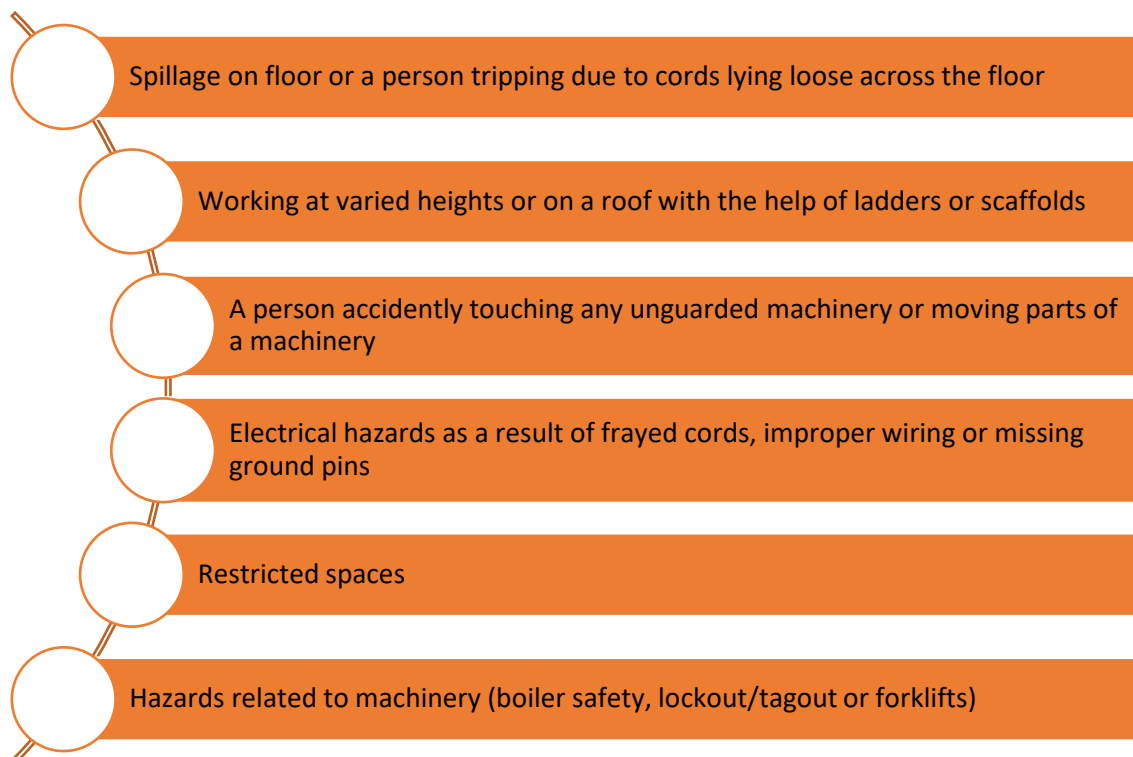 Spillage on floor or a person tripping due to cords lying loose across the floor
Working at varied heights or on a roof with the help of ladders or scaffolds
A person accidently touching any unguarded machinery or moving parts of
a machinery
Electrical hazards as a result of frayed cords, improper wiring or missing
ground pins
Restricted spaces
Hazards related to machinery (boiler safety, lockout/tagout or forklifts)